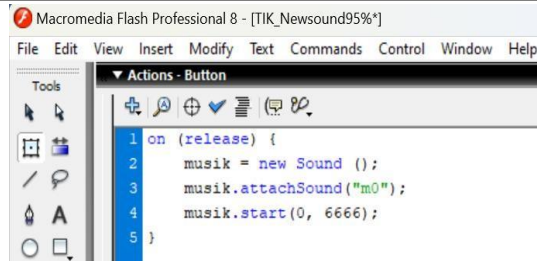 Macromedia Flash Professional 8 - [TIK_Newsound95%*]
File Edit View Insert Modify Text Commands Control Window Help
Tools
▼ Actions - Button
1 on (release) {
2 musik = new Sound ();
3 musik.attachSound("m0");
4 musik.start(0, 6666);
5 }
A